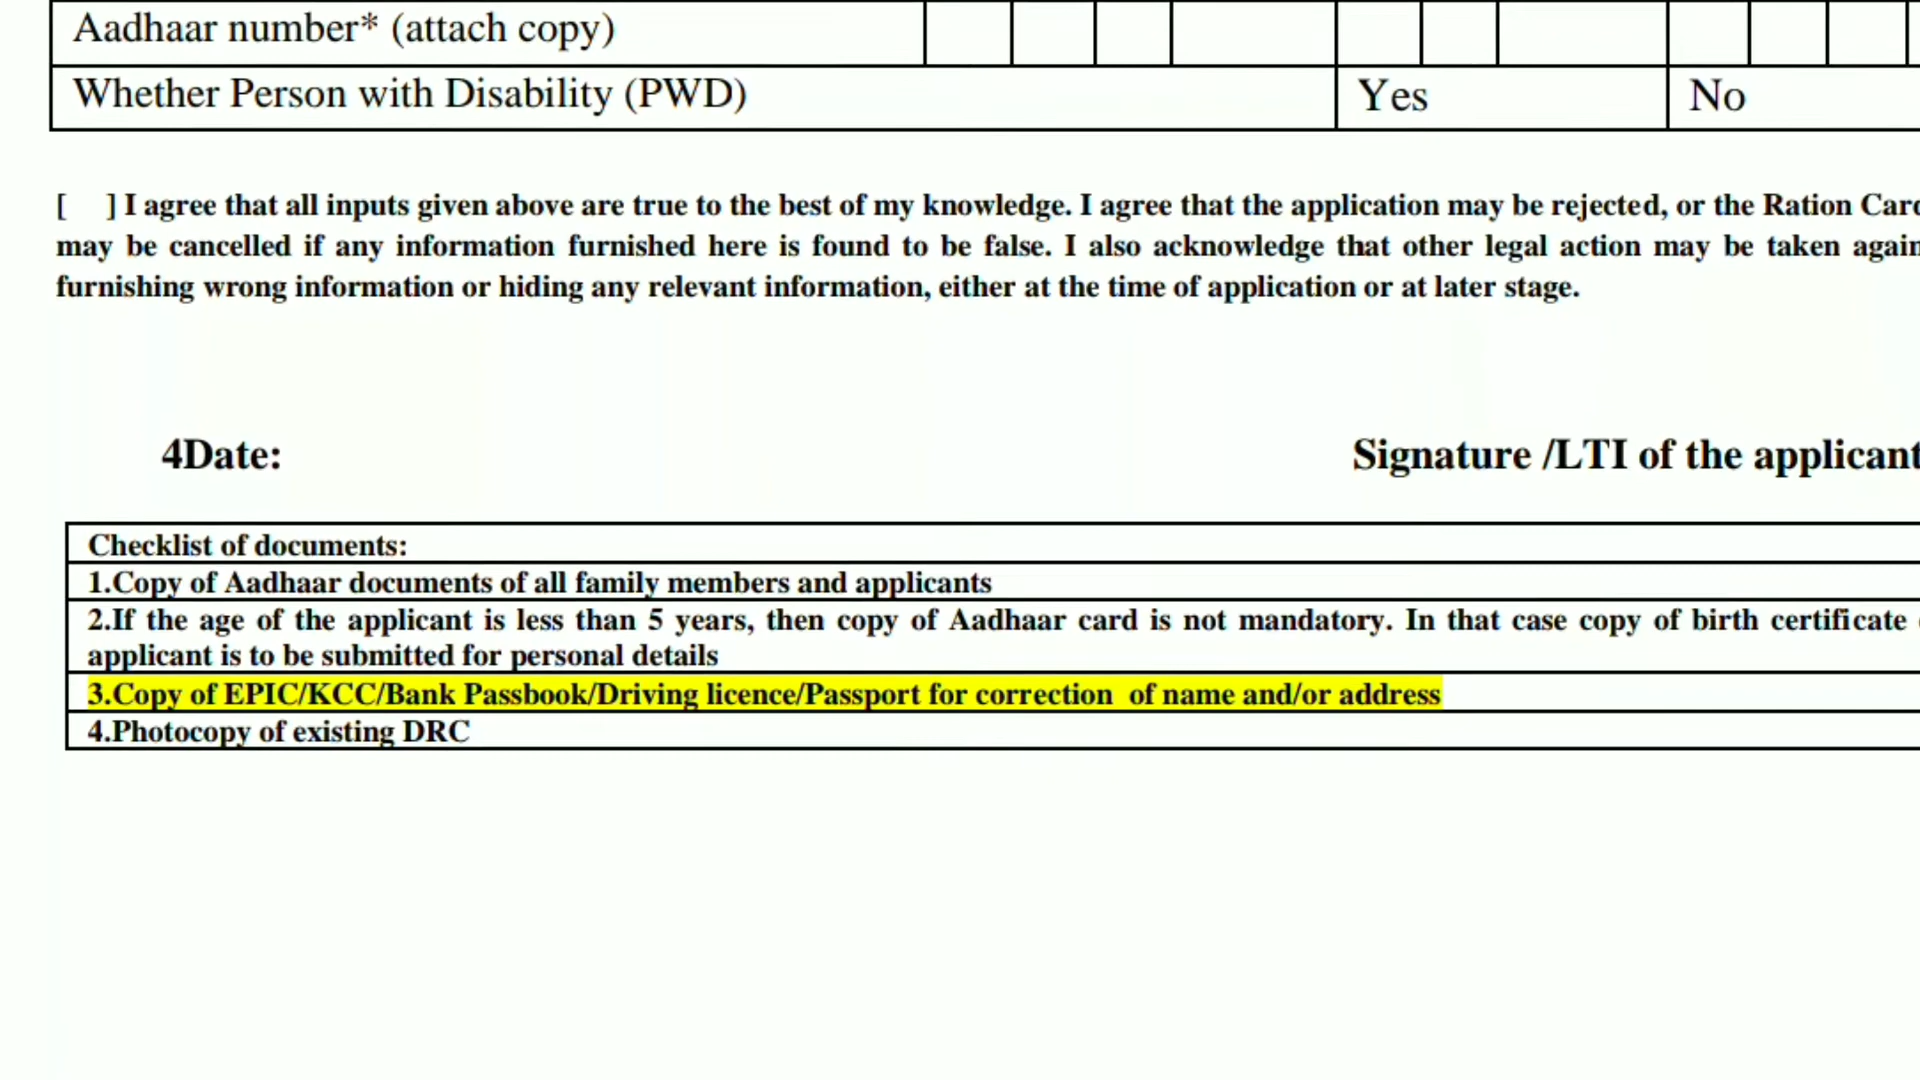 Aadhaar number* (attach copy)
Whether Person with Disability (PWD) Yes No
[ ] I agree that all inputs given above are true to the best of my knowledge. I agree that the application may be rejected, or the Ration Card
may be cancelled if any information furnished here is found to be false. I also acknowledge that other legal action may be taken again
furnishing wrong information or hiding any relevant information, either at the time of application or at later stage.
4Date: Signature /LTI of the applicant
Checklist of documents:
1.Copy of Aadhaar documents of all family members and applicants
2.If the age of the applicant is less than 5 years, then copy of Aadhaar card is not mandatory. In that case copy of birth certificate
applicant is to be submitted for personal details
3.Copy of EPIC/KCC/Bank Passbook/Driving licence/Passport for correction of name and/or address
4.Photocopy of existing DRC